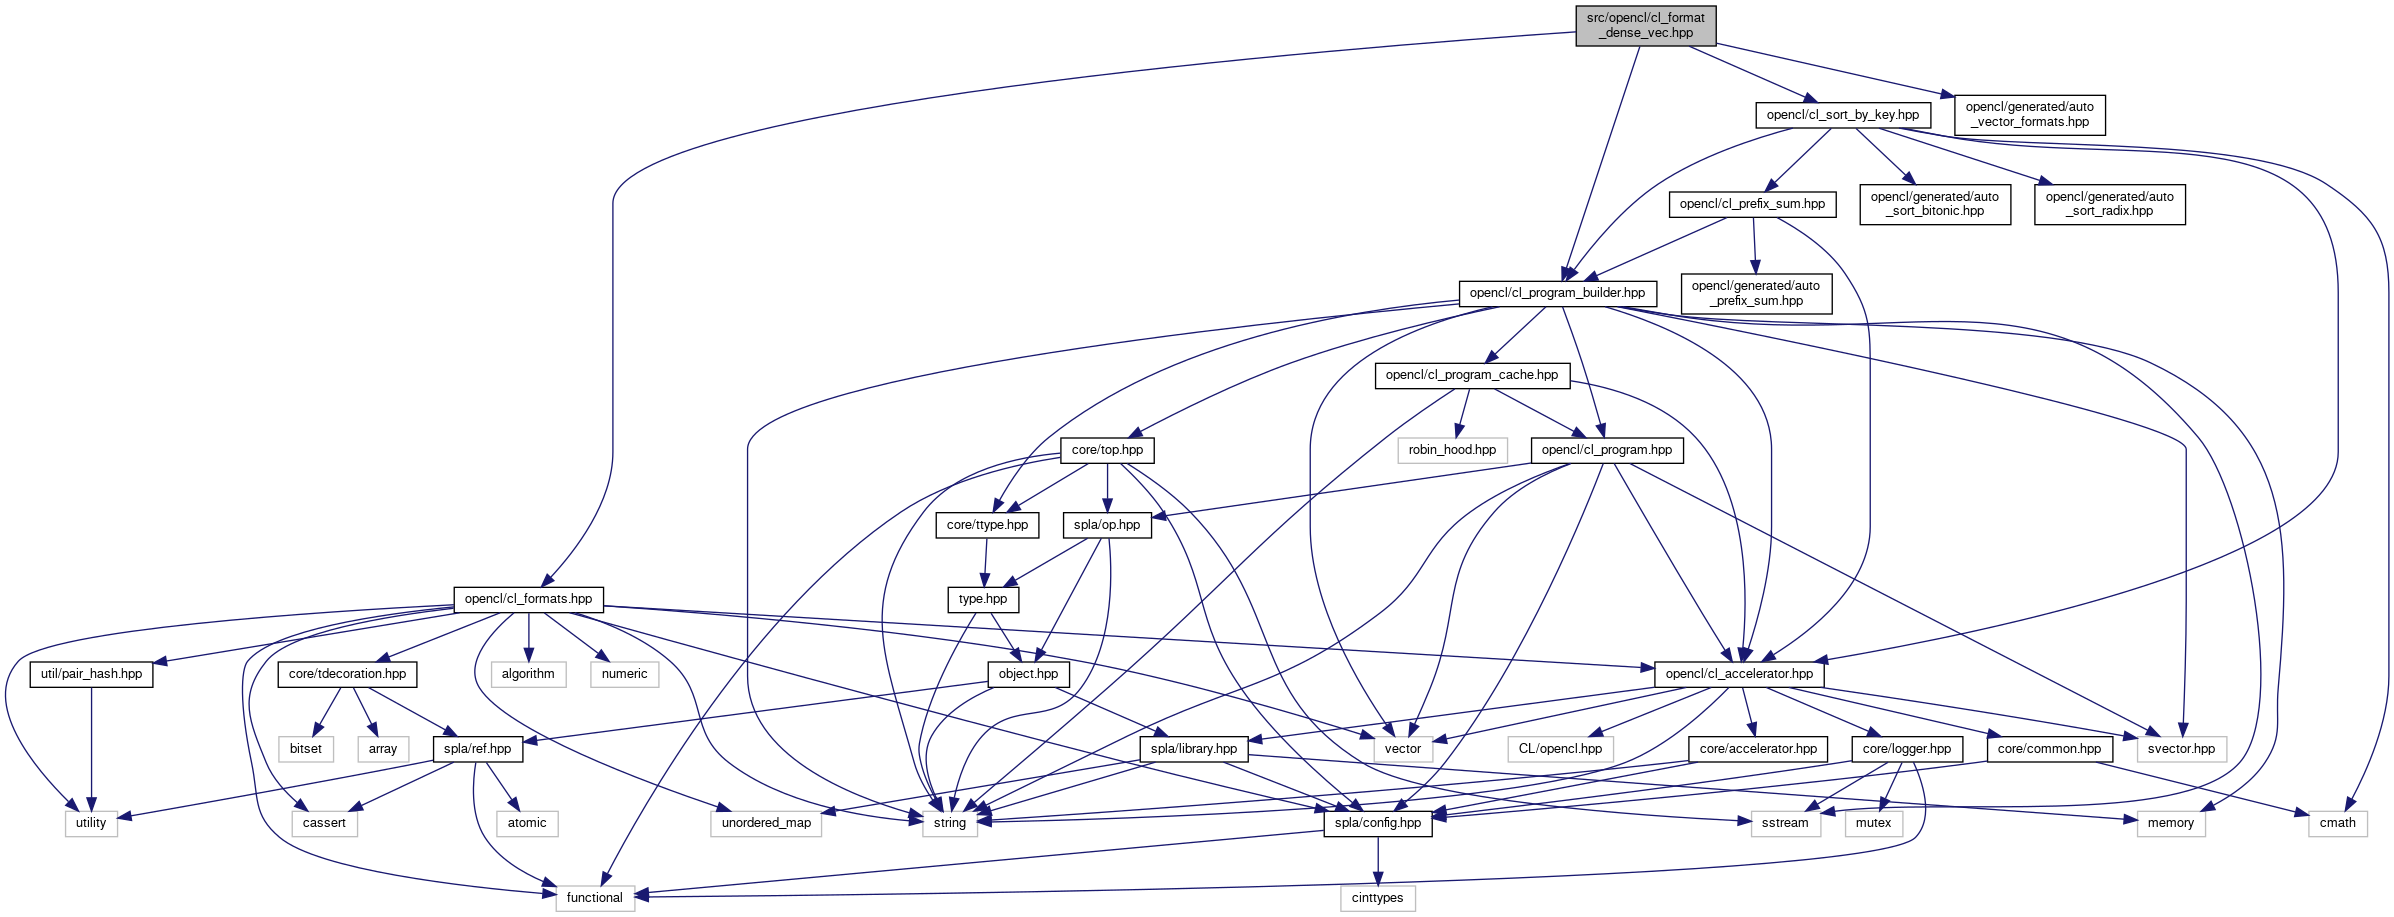 src/opencl/cl_format
_dense_vec.hpp
opencl/generated/auto
_vector_formats.hpp
opencl/cl_sort_by_key.hpp
opencl/cl_prefix_sum.hpp
opencl/generated/auto
_sort_bitonic.hpp
opencl/generated/auto
_sort_radix.hpp
opencl/cl_program_builder.hpp
opencl/generated/auto
_prefix_sum.hpp
opencl/cl_program_cache.hpp
core/top.hpp
robin_hood.hpp
opencl/cl_program.hpp
core/ttype.hpp
spla/op.hpp
opencl/cl_formats.hpp
type.hpp
util/pair_hash.hpp
core/tdecoration.hpp
algorithm
numeric
object.hpp
opencl/cl_accelerator.hpp
bitset
array
spla/ref.hpp
spla/library.hpp
vector
CL/opencl.hpp
core/accelerator.hpp
core/logger.hpp
core/common.hpp
svector.hpp
utility
cassert
atomic
unordered_map
string
spla/config.hpp
sstream
mutex
memory
cmath
functional
cinttypes